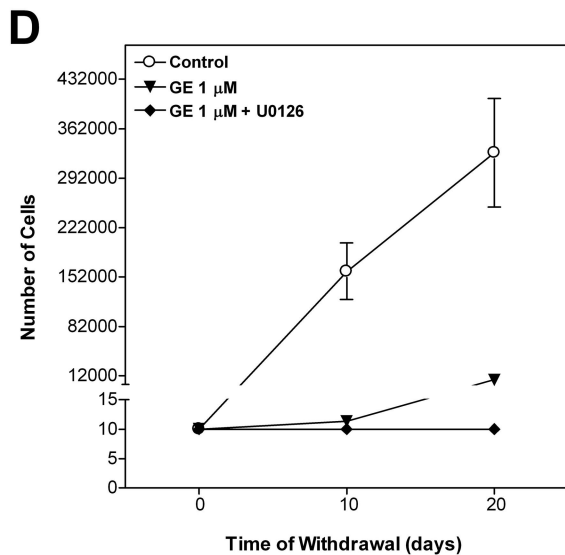 D
Control
GE 1 μM
GE 1 μM + U0126
432000
362000
292000
222000
152000
82000
12000
15
10
5
0
Number of Cells
0 10 20
Time of Withdrawal (days)